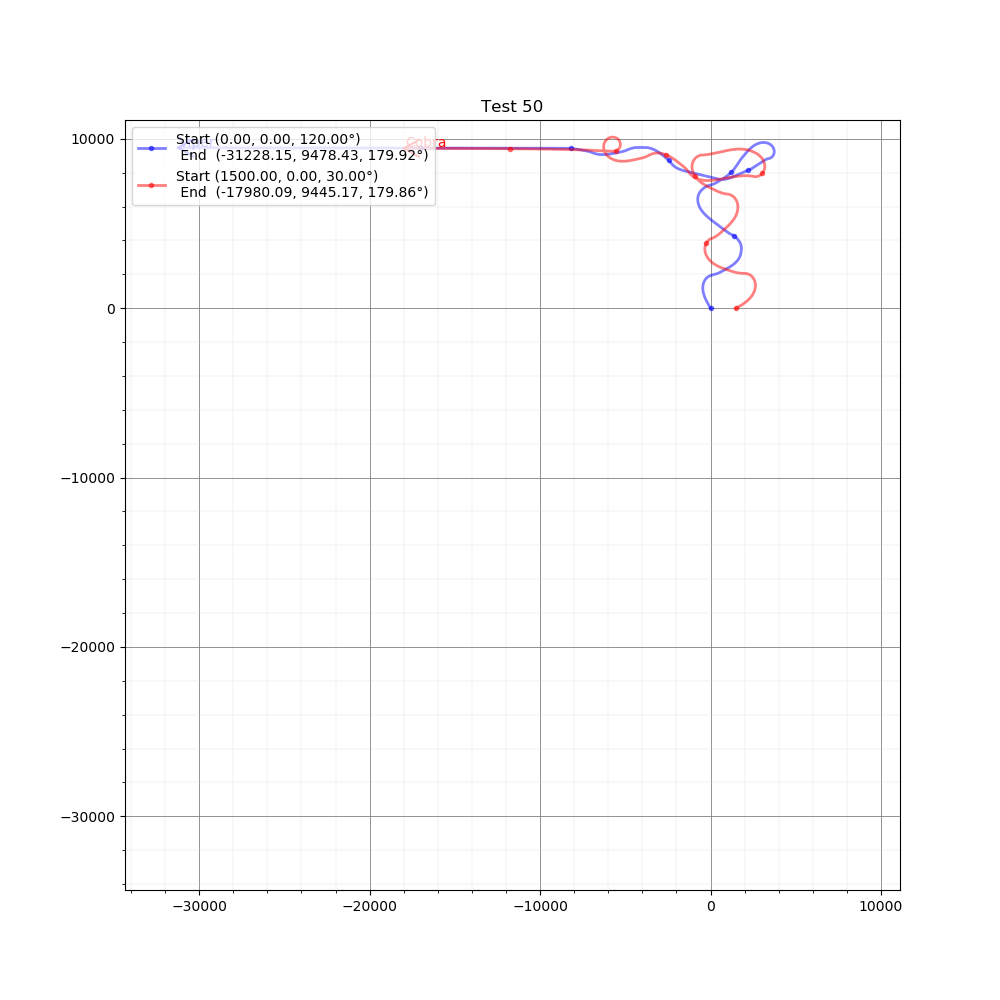 Test 50
Start (0.00, 0.00, 120.00°)
End (-31228.15, 9478.43, 179.92°)
Start (1500.00, 0.00, 30.00°)
End (-17980.09, 9445.17, 179.86°)
Cobra
10000
0
−10000
−20000
−30000
−30000
−20000
−10000
0
10000